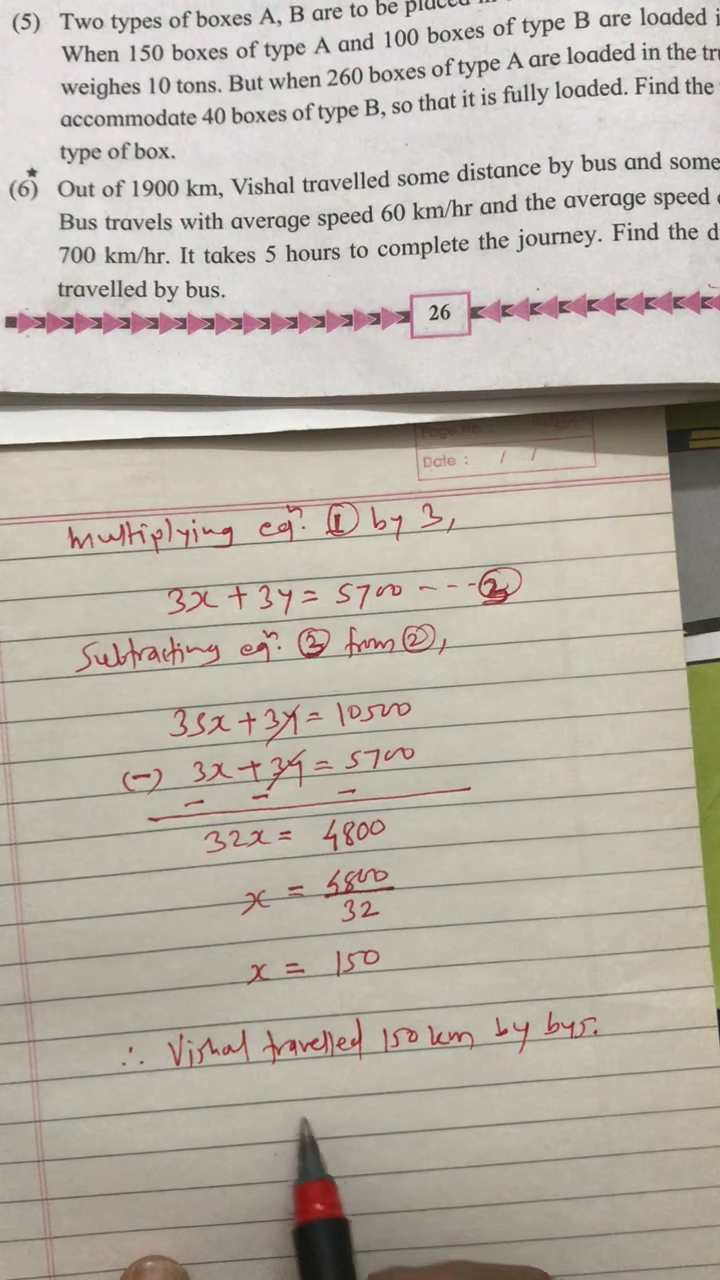 (5) Two types of boxes A, B are to be placed
When 150 boxes of type A and 100 boxes of type B are loaded i
weighes 10 tons. But when 260 boxes of type A are loaded in the tr
accommodate 40 boxes of type B, so that it is fully loaded. Find the
type of box.
(6)★ Out of 1900 km, Vishal travelled some distance by bus and some
Bus travels with average speed 60 km/hr and the average speed
700 km/hr. It takes 5 hours to complete the journey. Find the d
travelled by bus.
26
Page No.
Date : / /
Multiplying eqn. ① by 3,
3x + 3y = 5700 --- ③
Subtracting eqn. ③ from ②,
35x + 3y = 10500
(-) 3x + 3y = 5700
- - -
32x = 4800
x = 4800
32
x = 150
∴ Vishal travelled 150 km by bus.